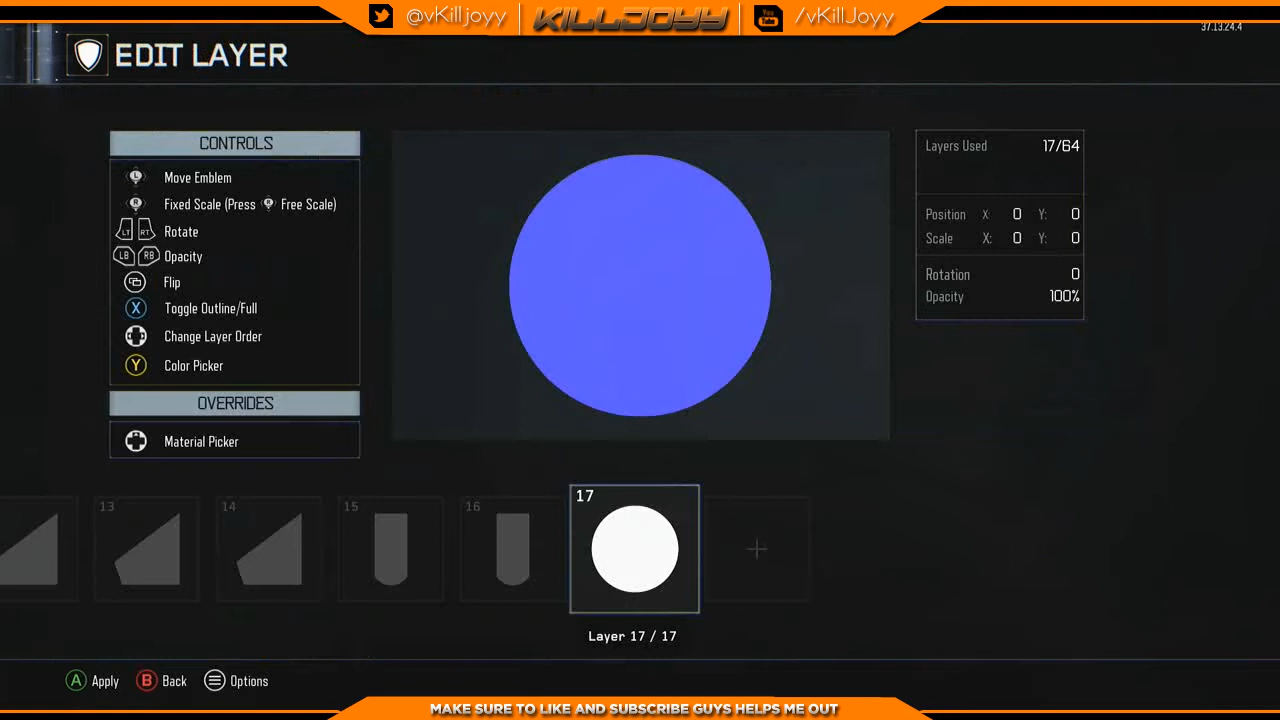 @vKilljoyy KILLJOYY You Tube /vKillJoyy
37.13.24.4
EDIT LAYER
CONTROLS
L Move Emblem
R Fixed Scale (Press R Free Scale)
LT RT Rotate
LB RB Opacity
Flip
X Toggle Outline/Full
Change Layer Order
Y Color Picker
OVERRIDES
Material Picker
Layers Used 17/64
Position X: 0 Y: 0
Scale X: 0 Y: 0
Rotation 0
Opacity 100%
13 14 15 16 17
Layer 17 / 17
A Apply B Back Options
MAKE SURE TO LIKE AND SUBSCRIBE GUYS HELPS ME OUT